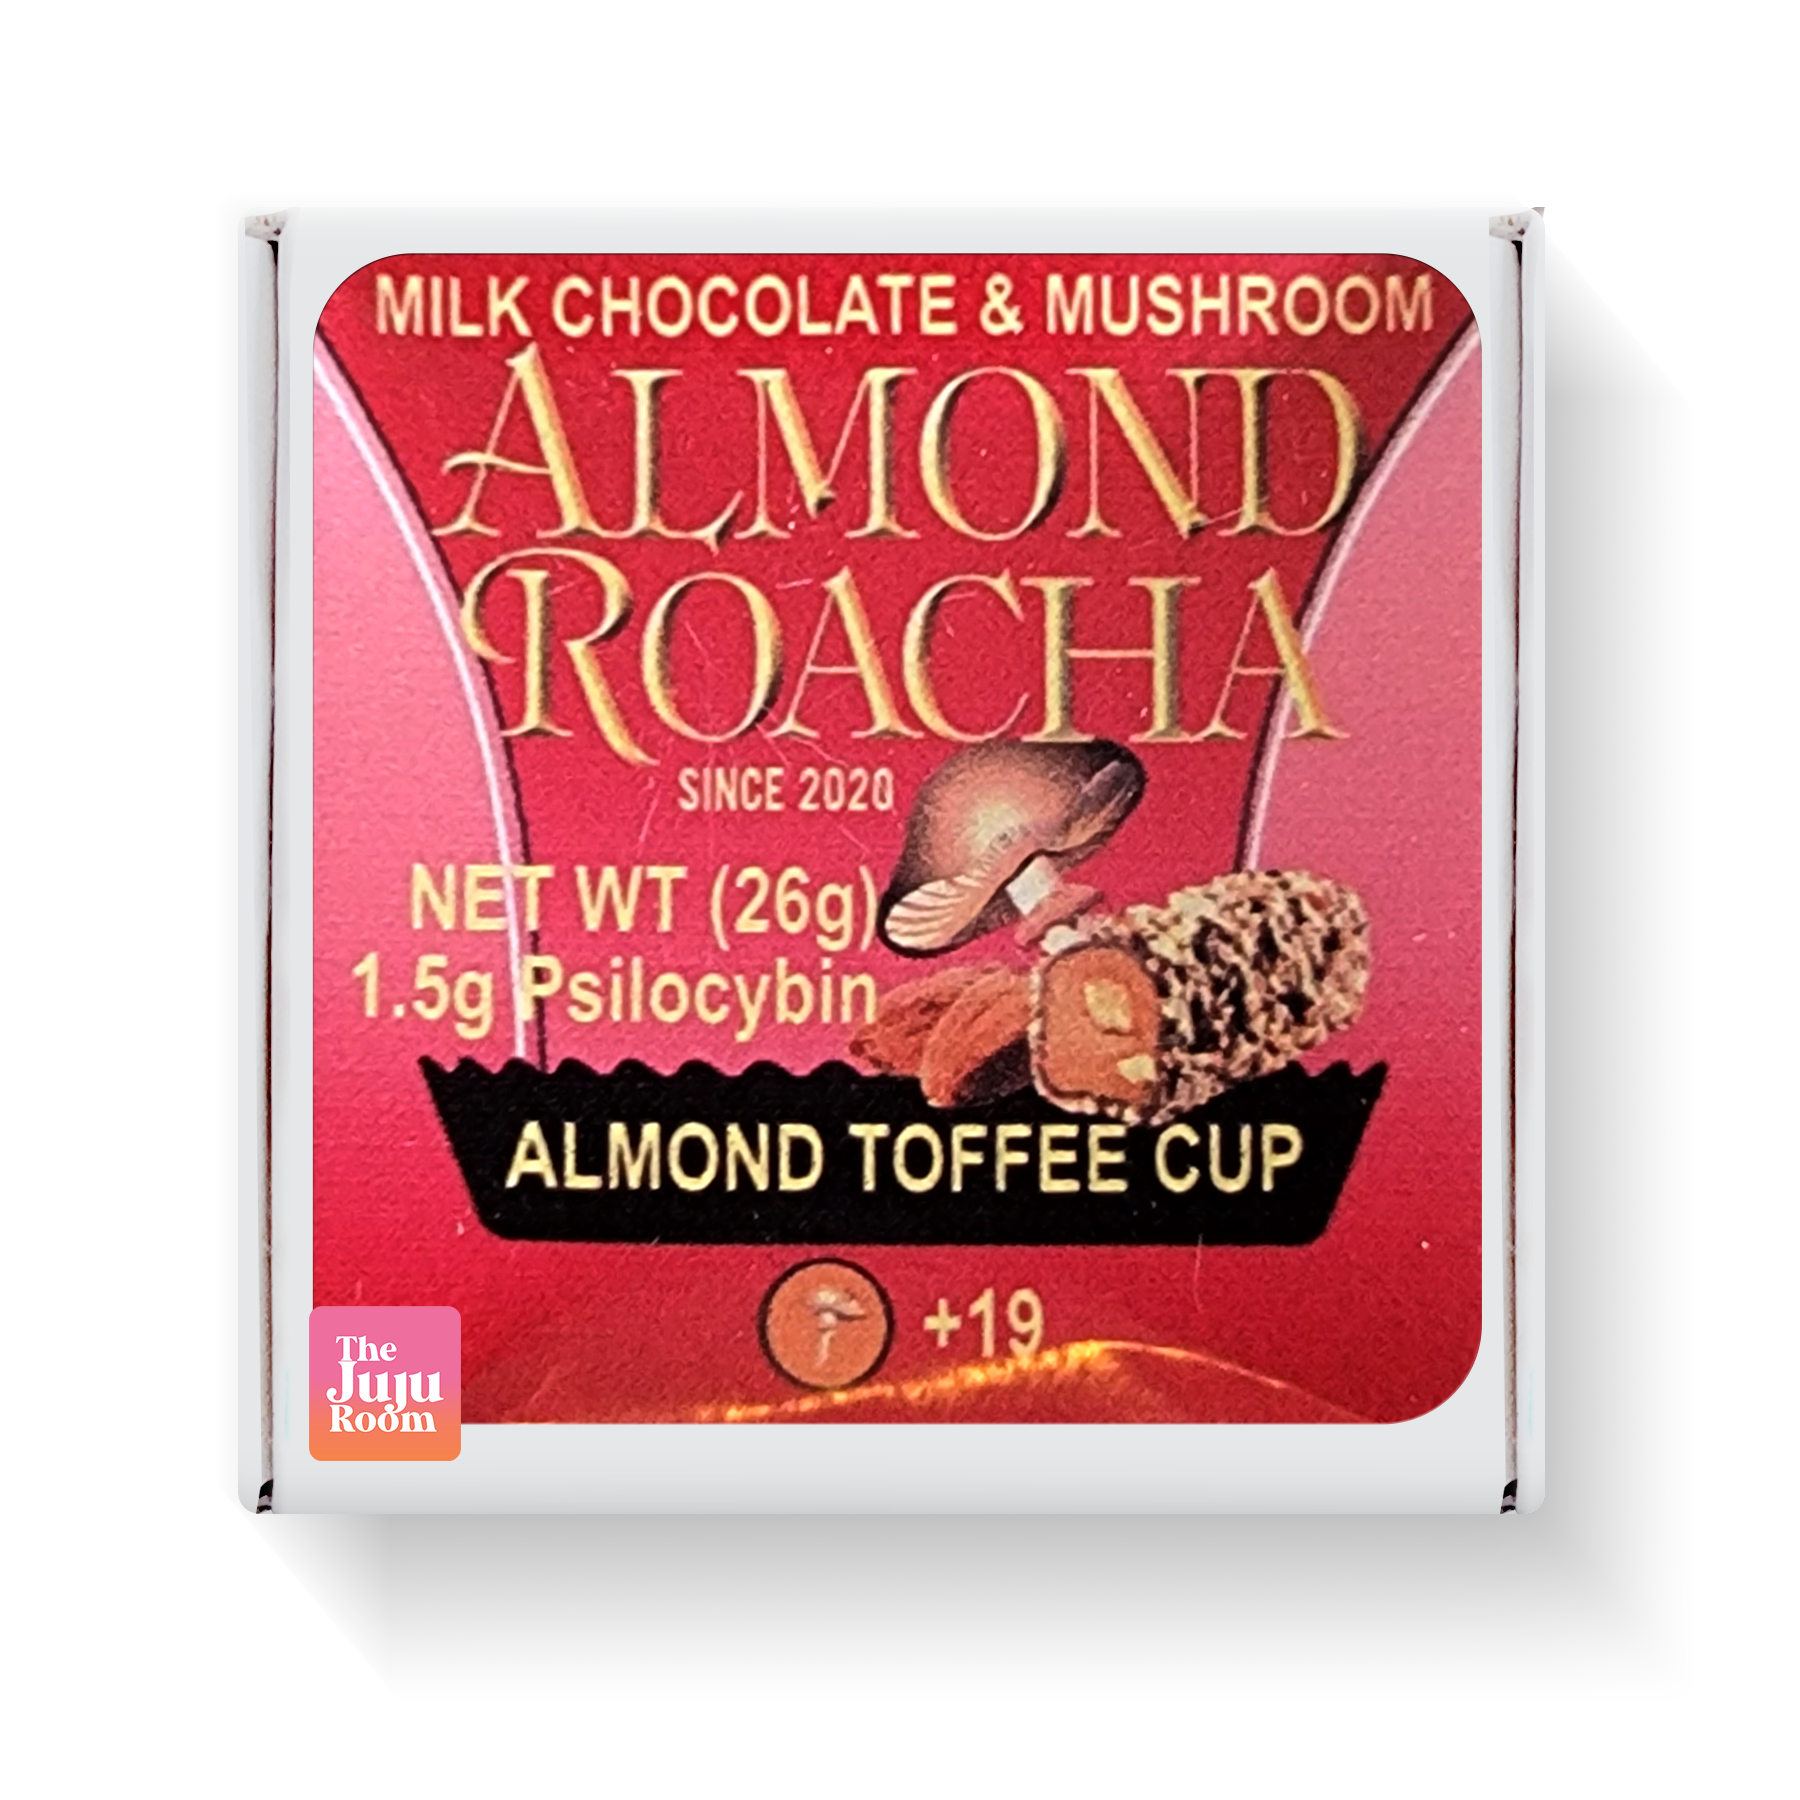 MILK CHOCOLATE & MUSHROOM
ALMOND
ROACHA
SINCE 2020
NET WT (26g)
1.5g Psilocybin
ALMOND TOFFEE CUP
+19
The
Juju
Room